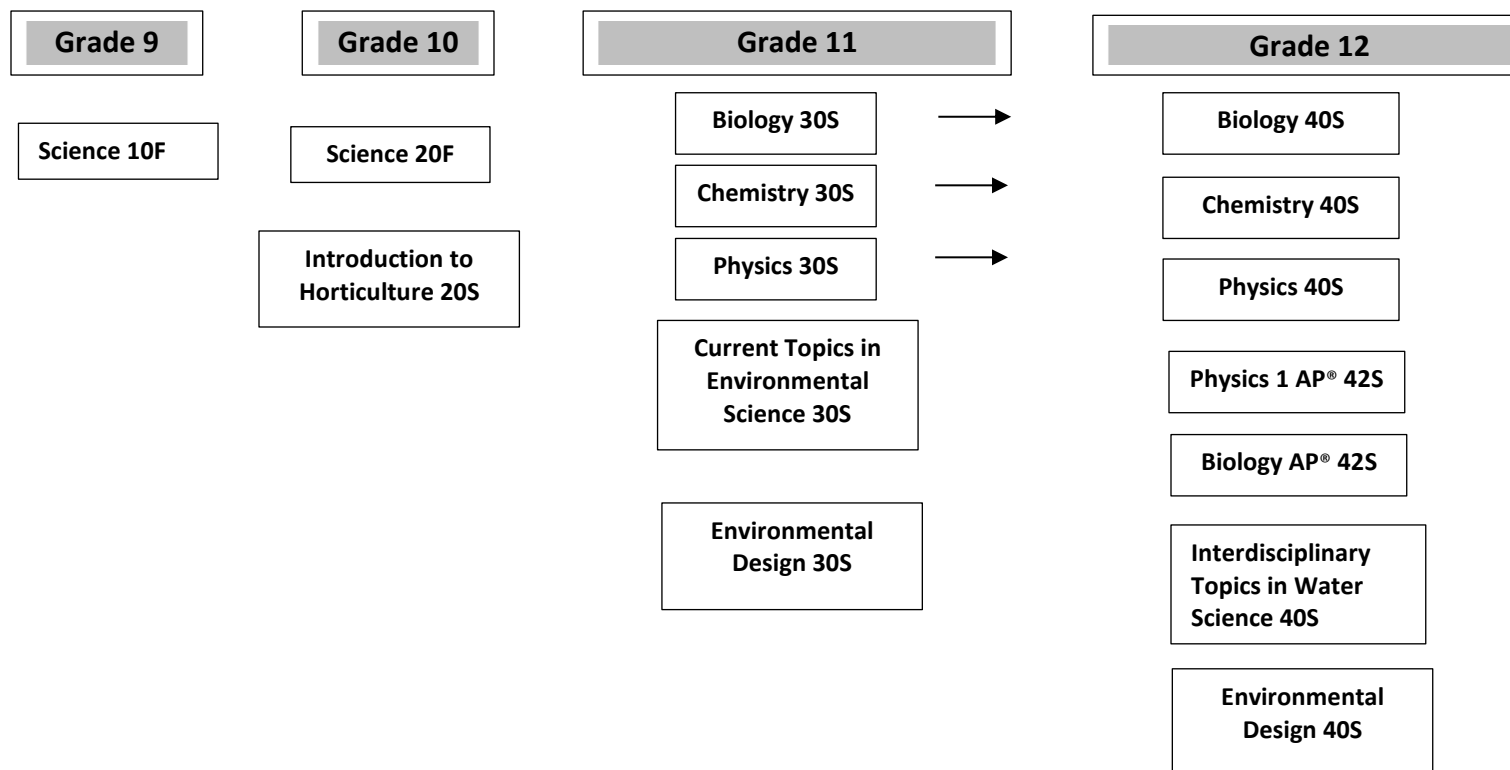 Grade 9
Grade 10
Grade 11
Grade 12
Science 10F
Science 20F
Introduction to
Horticulture 20S
Biology 30S
Chemistry 30S
Physics 30S
Current Topics in
Environmental
Science 30S
Environmental
Design 30S
Biology 40S
Chemistry 40S
Physics 40S
Physics 1 AP® 42S
Biology AP® 42S
Interdisciplinary
Topics in Water
Science 40S
Environmental
Design 40S